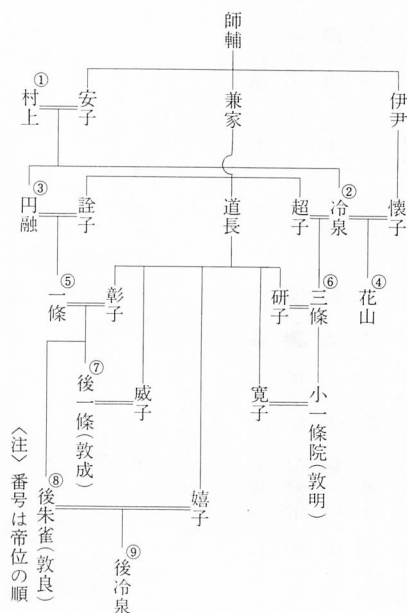 師輔
伊尹
兼家
安子
①
村上
懐子
②
冷泉
超子
道長
詮子
③
円融
④
花山
⑥
三條
研子
彰子
⑤
一條
小一條院(敦明)
寛子
威子
⑦
後一條(敦成)
嬉子
⑧
後朱雀(敦良)
⑨
後冷泉
〈注〉番号は帝位の順